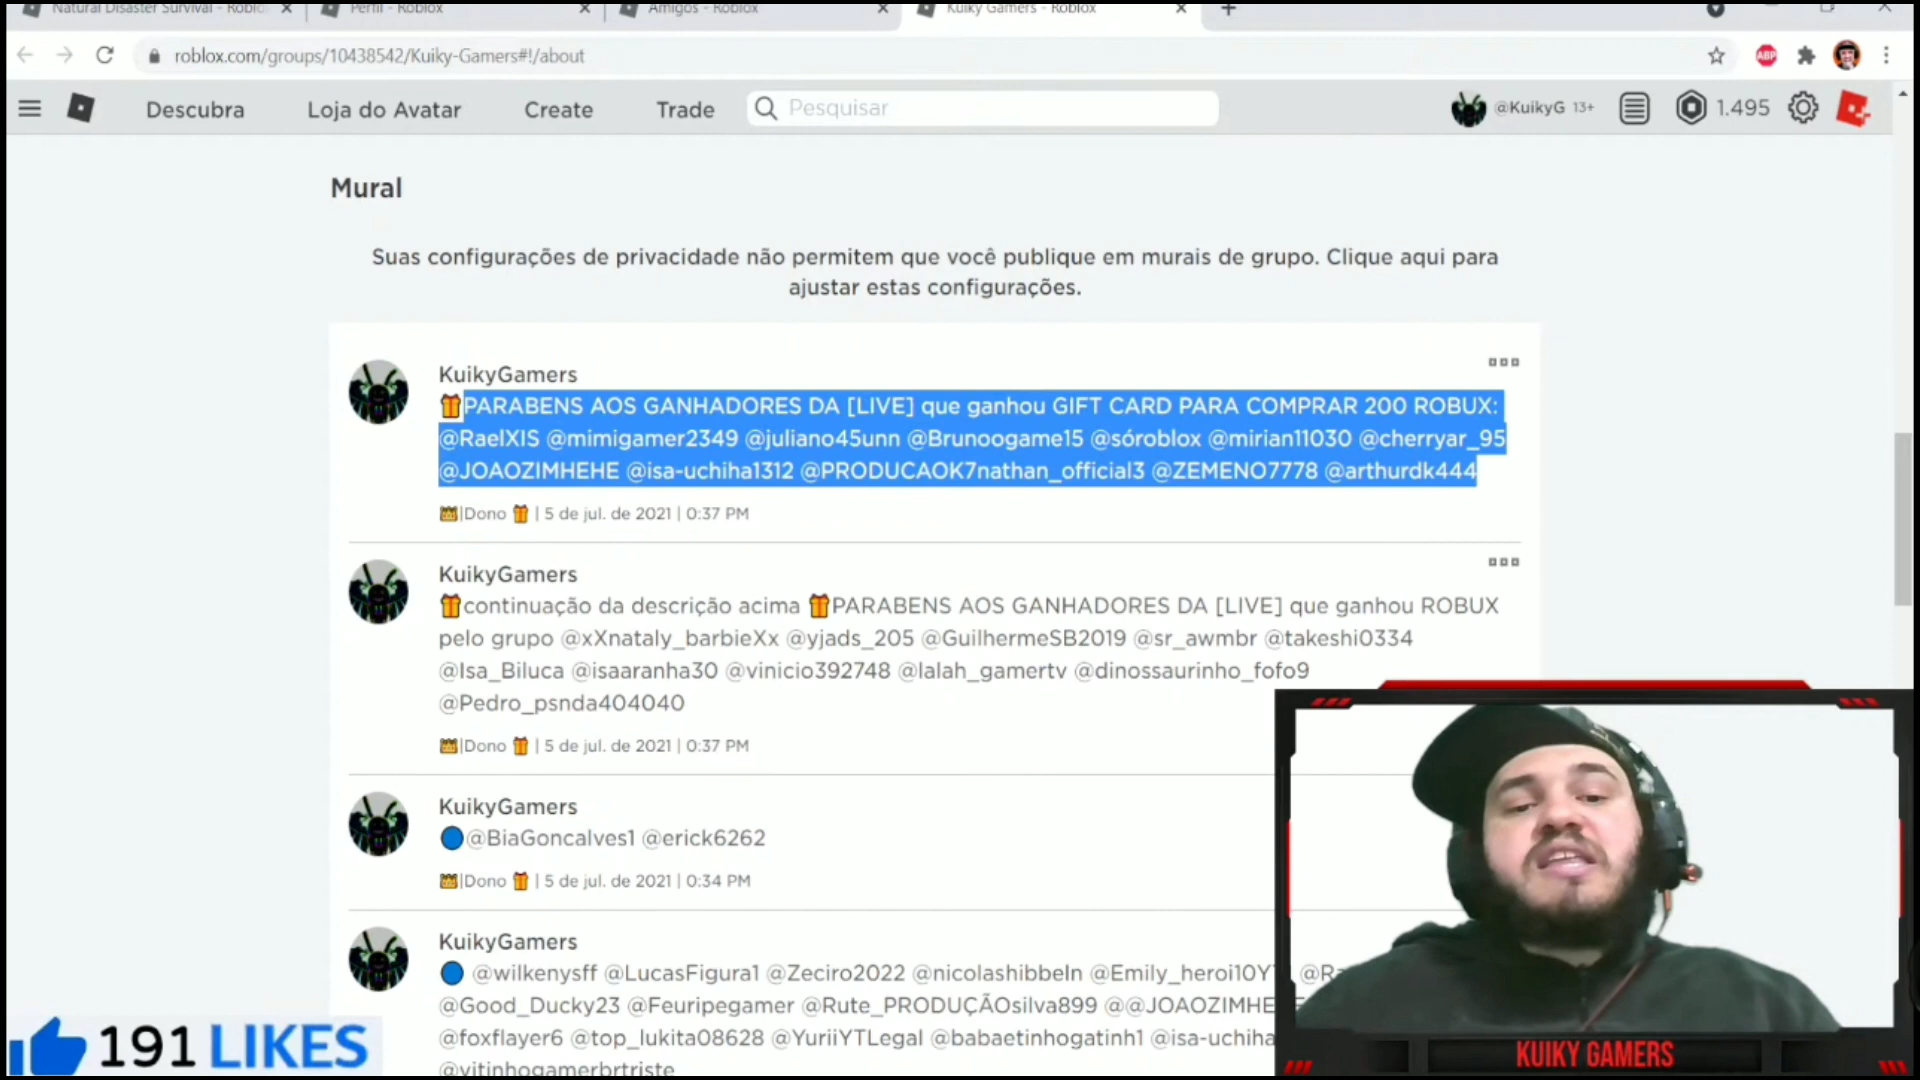 Natural Disaster Survival - Roblo
Perfil - Roblox
Amigos - Roblox
Kuiky Gamers - Roblox
roblox.com/groups/10438542/Kuiky-Gamers#!/about
ABP
Descubra Loja do Avatar Create Trade Pesquisar @KuikyG 13+ 1.495
Mural
Suas configurações de privacidade não permitem que você publique em murais de grupo. Clique aqui para
ajustar estas configurações.
KuikyGamers
🎁PARABENS AOS GANHADORES DA [LIVE] que ganhou GIFT CARD PARA COMPRAR 200 ROBUX:
@RaelXIS @mimigamer2349 @juliano45unn @Brunoogame15 @sóroblox @mirian11030 @cherryar_95
@JOAOZIMHEHE @isa-uchiha1312 @PRODUCAOK7nathan_official3 @ZEMENO7778 @arthurdk444
👑|Dono 🎁 | 5 de jul. de 2021 | 0:37 PM
KuikyGamers
🎁continuação da descrição acima 🎁PARABENS AOS GANHADORES DA [LIVE] que ganhou ROBUX
pelo grupo @xXnataly_barbieXx @yjads_205 @GuilhermeSB2019 @sr_awmbr @takeshi0334
@Isa_Biluca @isaaranha30 @vinicio392748 @lalah_gamertv @dinossaurinho_fofo9
@Pedro_psnda404040
👑|Dono 🎁 | 5 de jul. de 2021 | 0:37 PM
KuikyGamers
🔵@BiaGoncalves1 @erick6262
👑|Dono 🎁 | 5 de jul. de 2021 | 0:34 PM
KuikyGamers
🔵 @wilkenysff @LucasFigura1 @Zeciro2022 @nicolashibbeln @Emily_heroi10Y @Ra
@Good_Ducky23 @Feuripegamer @Rute_PRODUÇÃOsilva899 @@JOAOZIMHE
@foxflayer6 @top_lukita08628 @YuriiYTLegal @babaetinhogatinh1 @isa-uchiha
@vitinhogamerbrtriste
191 LIKES
KUIKY GAMERS